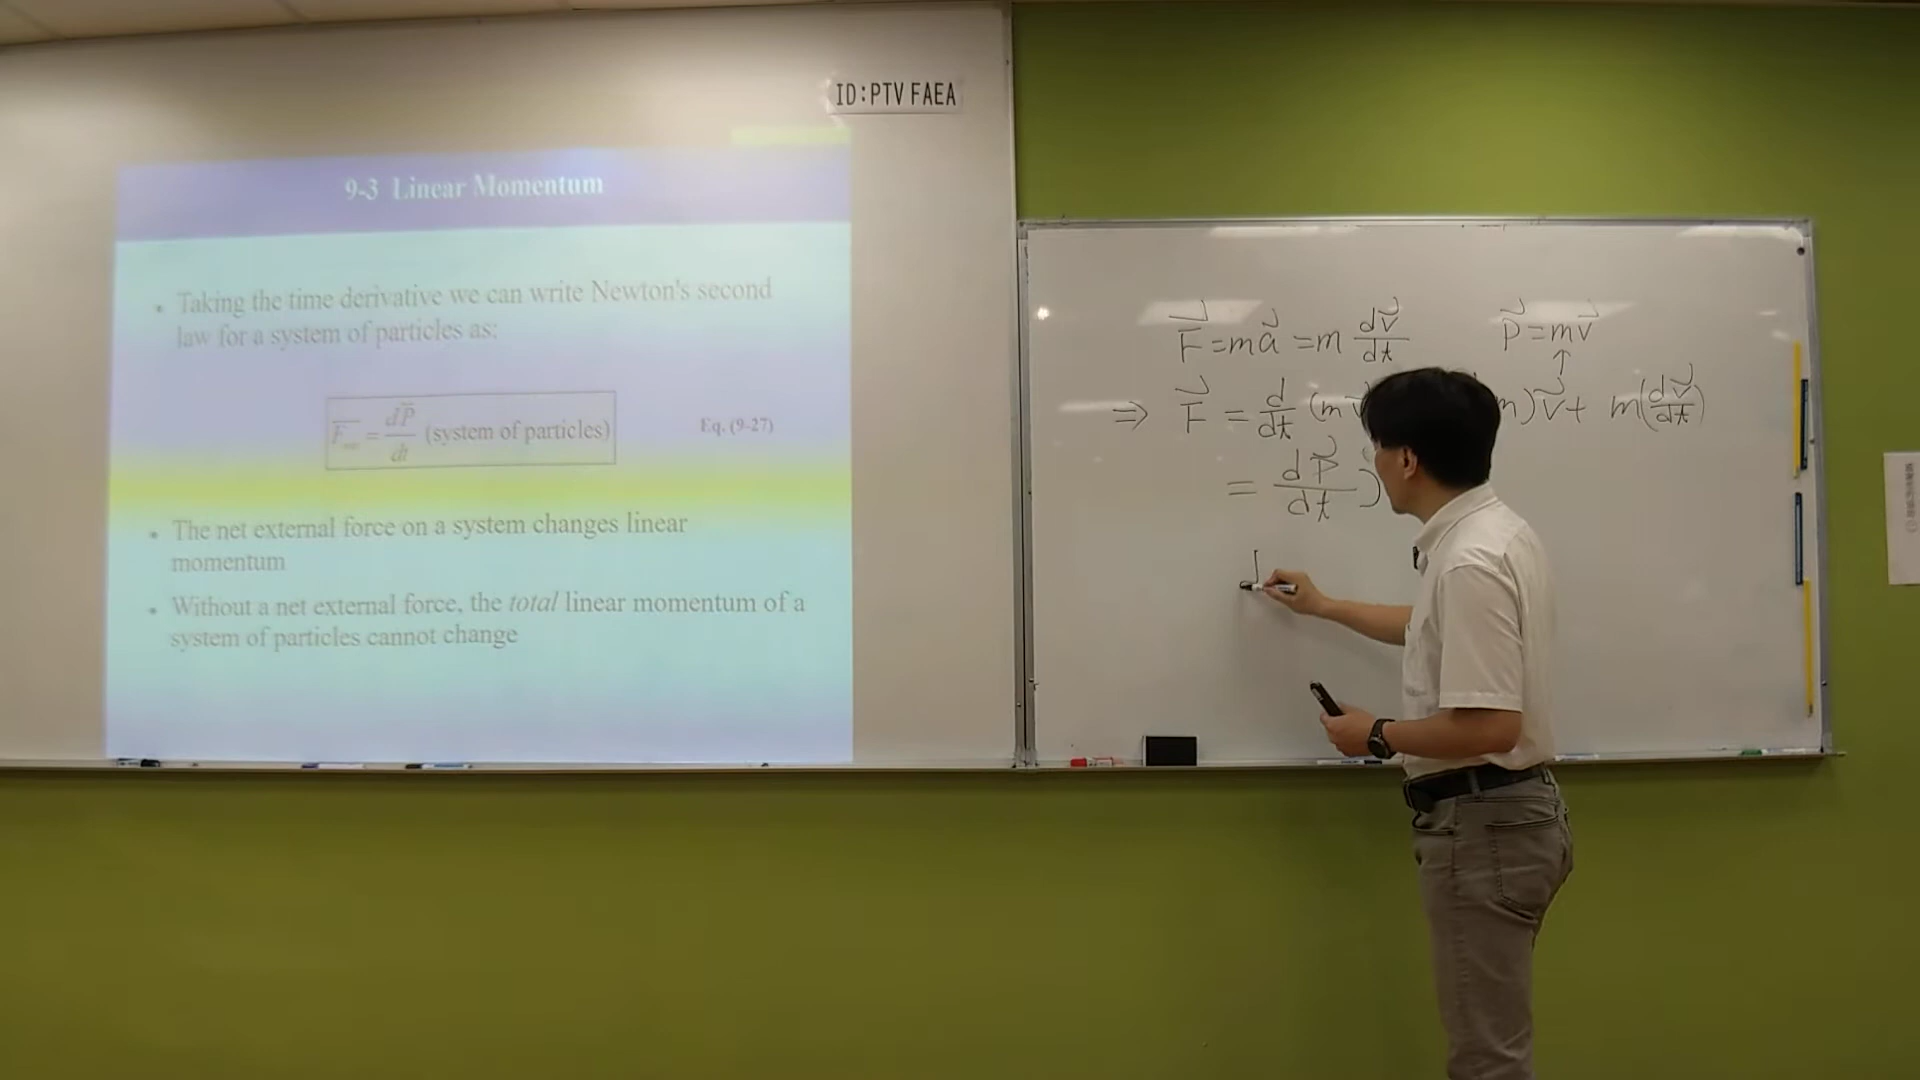 ID:PTV FAEA
9-3 Linear Momentum
• Taking the time derivative we can write Newton's second
law for a system of particles as:
= dP/dt (system of particles) Eq. (9-27)
• The net external force on a system changes linear
momentum
• Without a net external force, the total linear momentum of a
system of particles cannot change
F⃗ = ma⃗ = m dv⃗/dt P⃗ = mv⃗
↑
⇒ F⃗ = d/dt (mv⃗ m)v⃗ + m(dv⃗/dt)
= dP⃗/dt